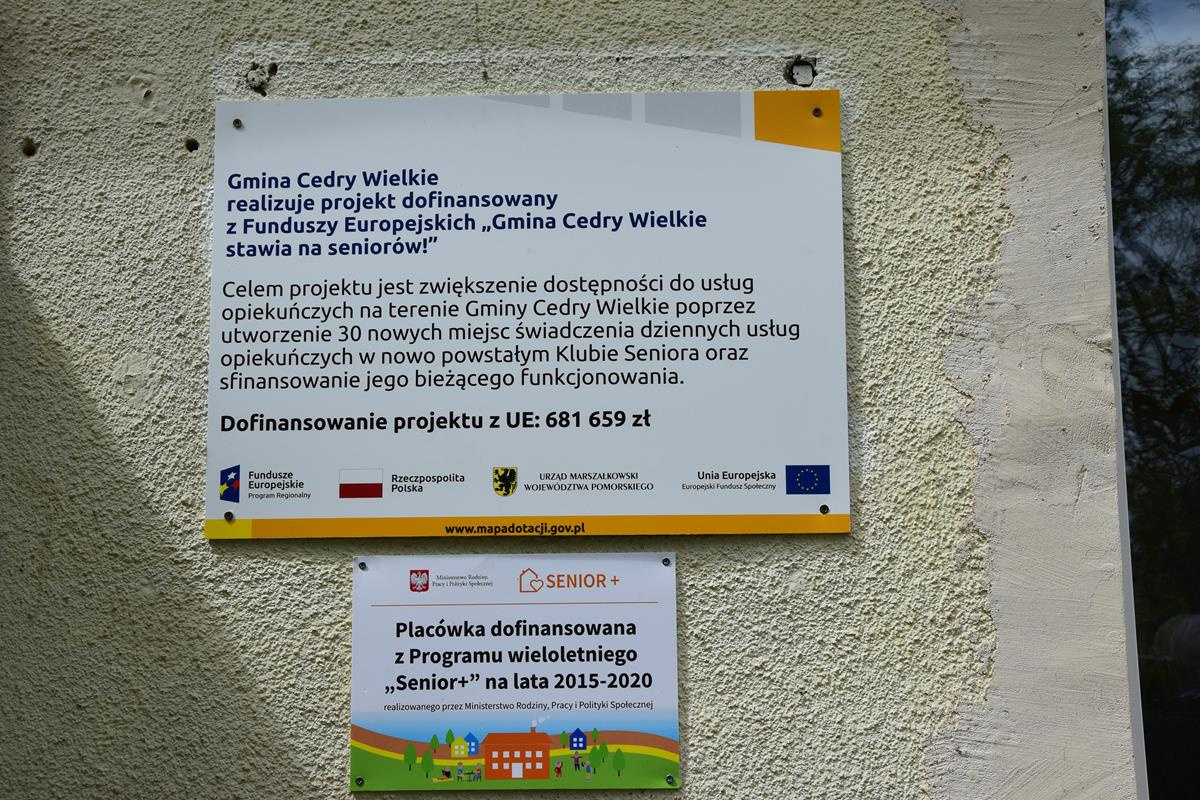 Gmina Cedry Wielkie
realizuje projekt dofinansowany
z Funduszy Europejskich „Gmina Cedry Wielkie
stawia na seniorów!”
Celem projektu jest zwiększenie dostępności do usług
opiekuńczych na terenie Gminy Cedry Wielkie poprzez
utworzenie 30 nowych miejsc świadczenia dziennych usług
opiekuńczych w nowo powstałym Klubie Seniora oraz
sfinansowanie jego bieżącego funkcjonowania.
Dofinansowanie projektu z UE: 681 659 zł
Fundusze
Europejskie
Program Regionalny
Rzeczpospolita
Polska
URZĄD MARSZAŁKOWSKI
WOJEWÓDZTWA POMORSKIEGO
Unia Europejska
Europejski Fundusz Społeczny
www.mapadotacji.gov.pl
Ministerstwo Rodziny,
Pracy i Polityki Społecznej
SENIOR +
Placówka dofinansowana
z Programu wieloletniego
„Senior+” na lata 2015-2020
realizowanego przez Ministerstwo Rodziny, Pracy i Polityki Społecznej